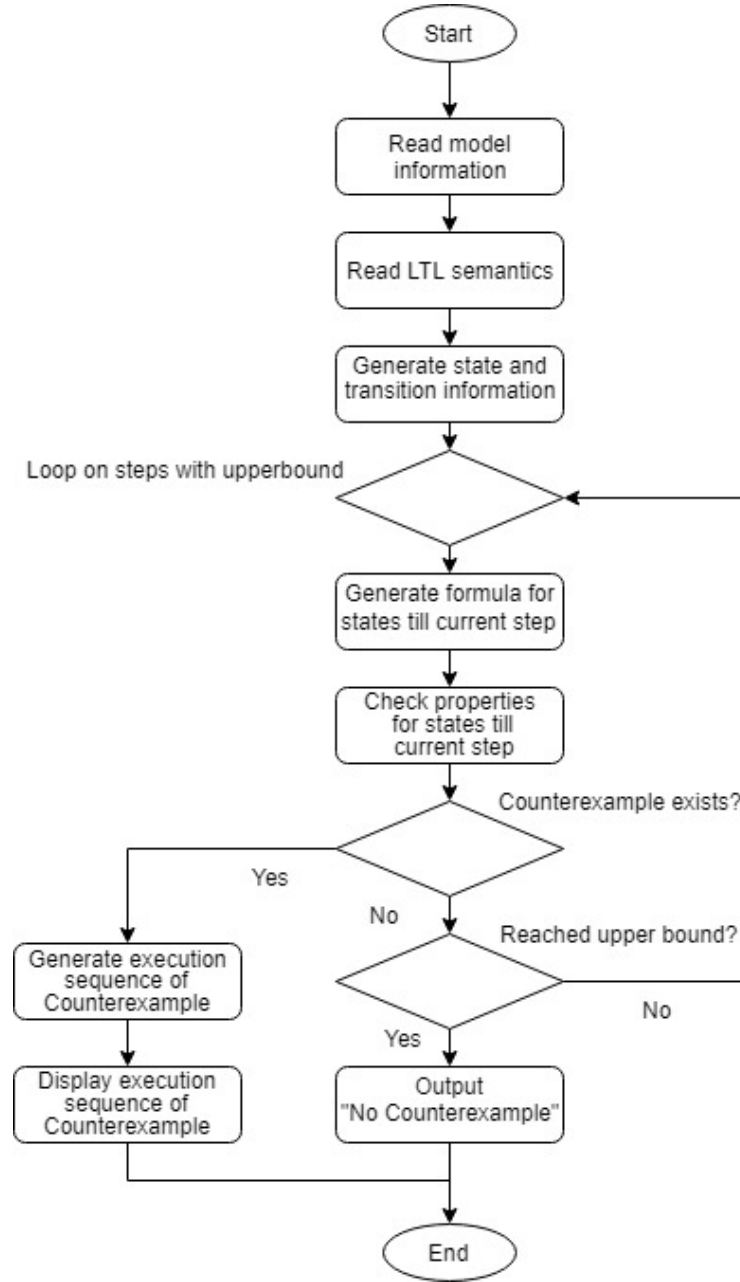 Start
Read model
information
Read LTL semantics
Generate state and
transition information
Loop on steps with upperbound
Generate formula for
states till current step
Check properties
for states till
current step
Counterexample exists?
Yes
No
Reached upper bound?
Generate execution
sequence of
Counterexample
No
Yes
Display execution
sequence of
Counterexample
Output
"No Counterexample"
End